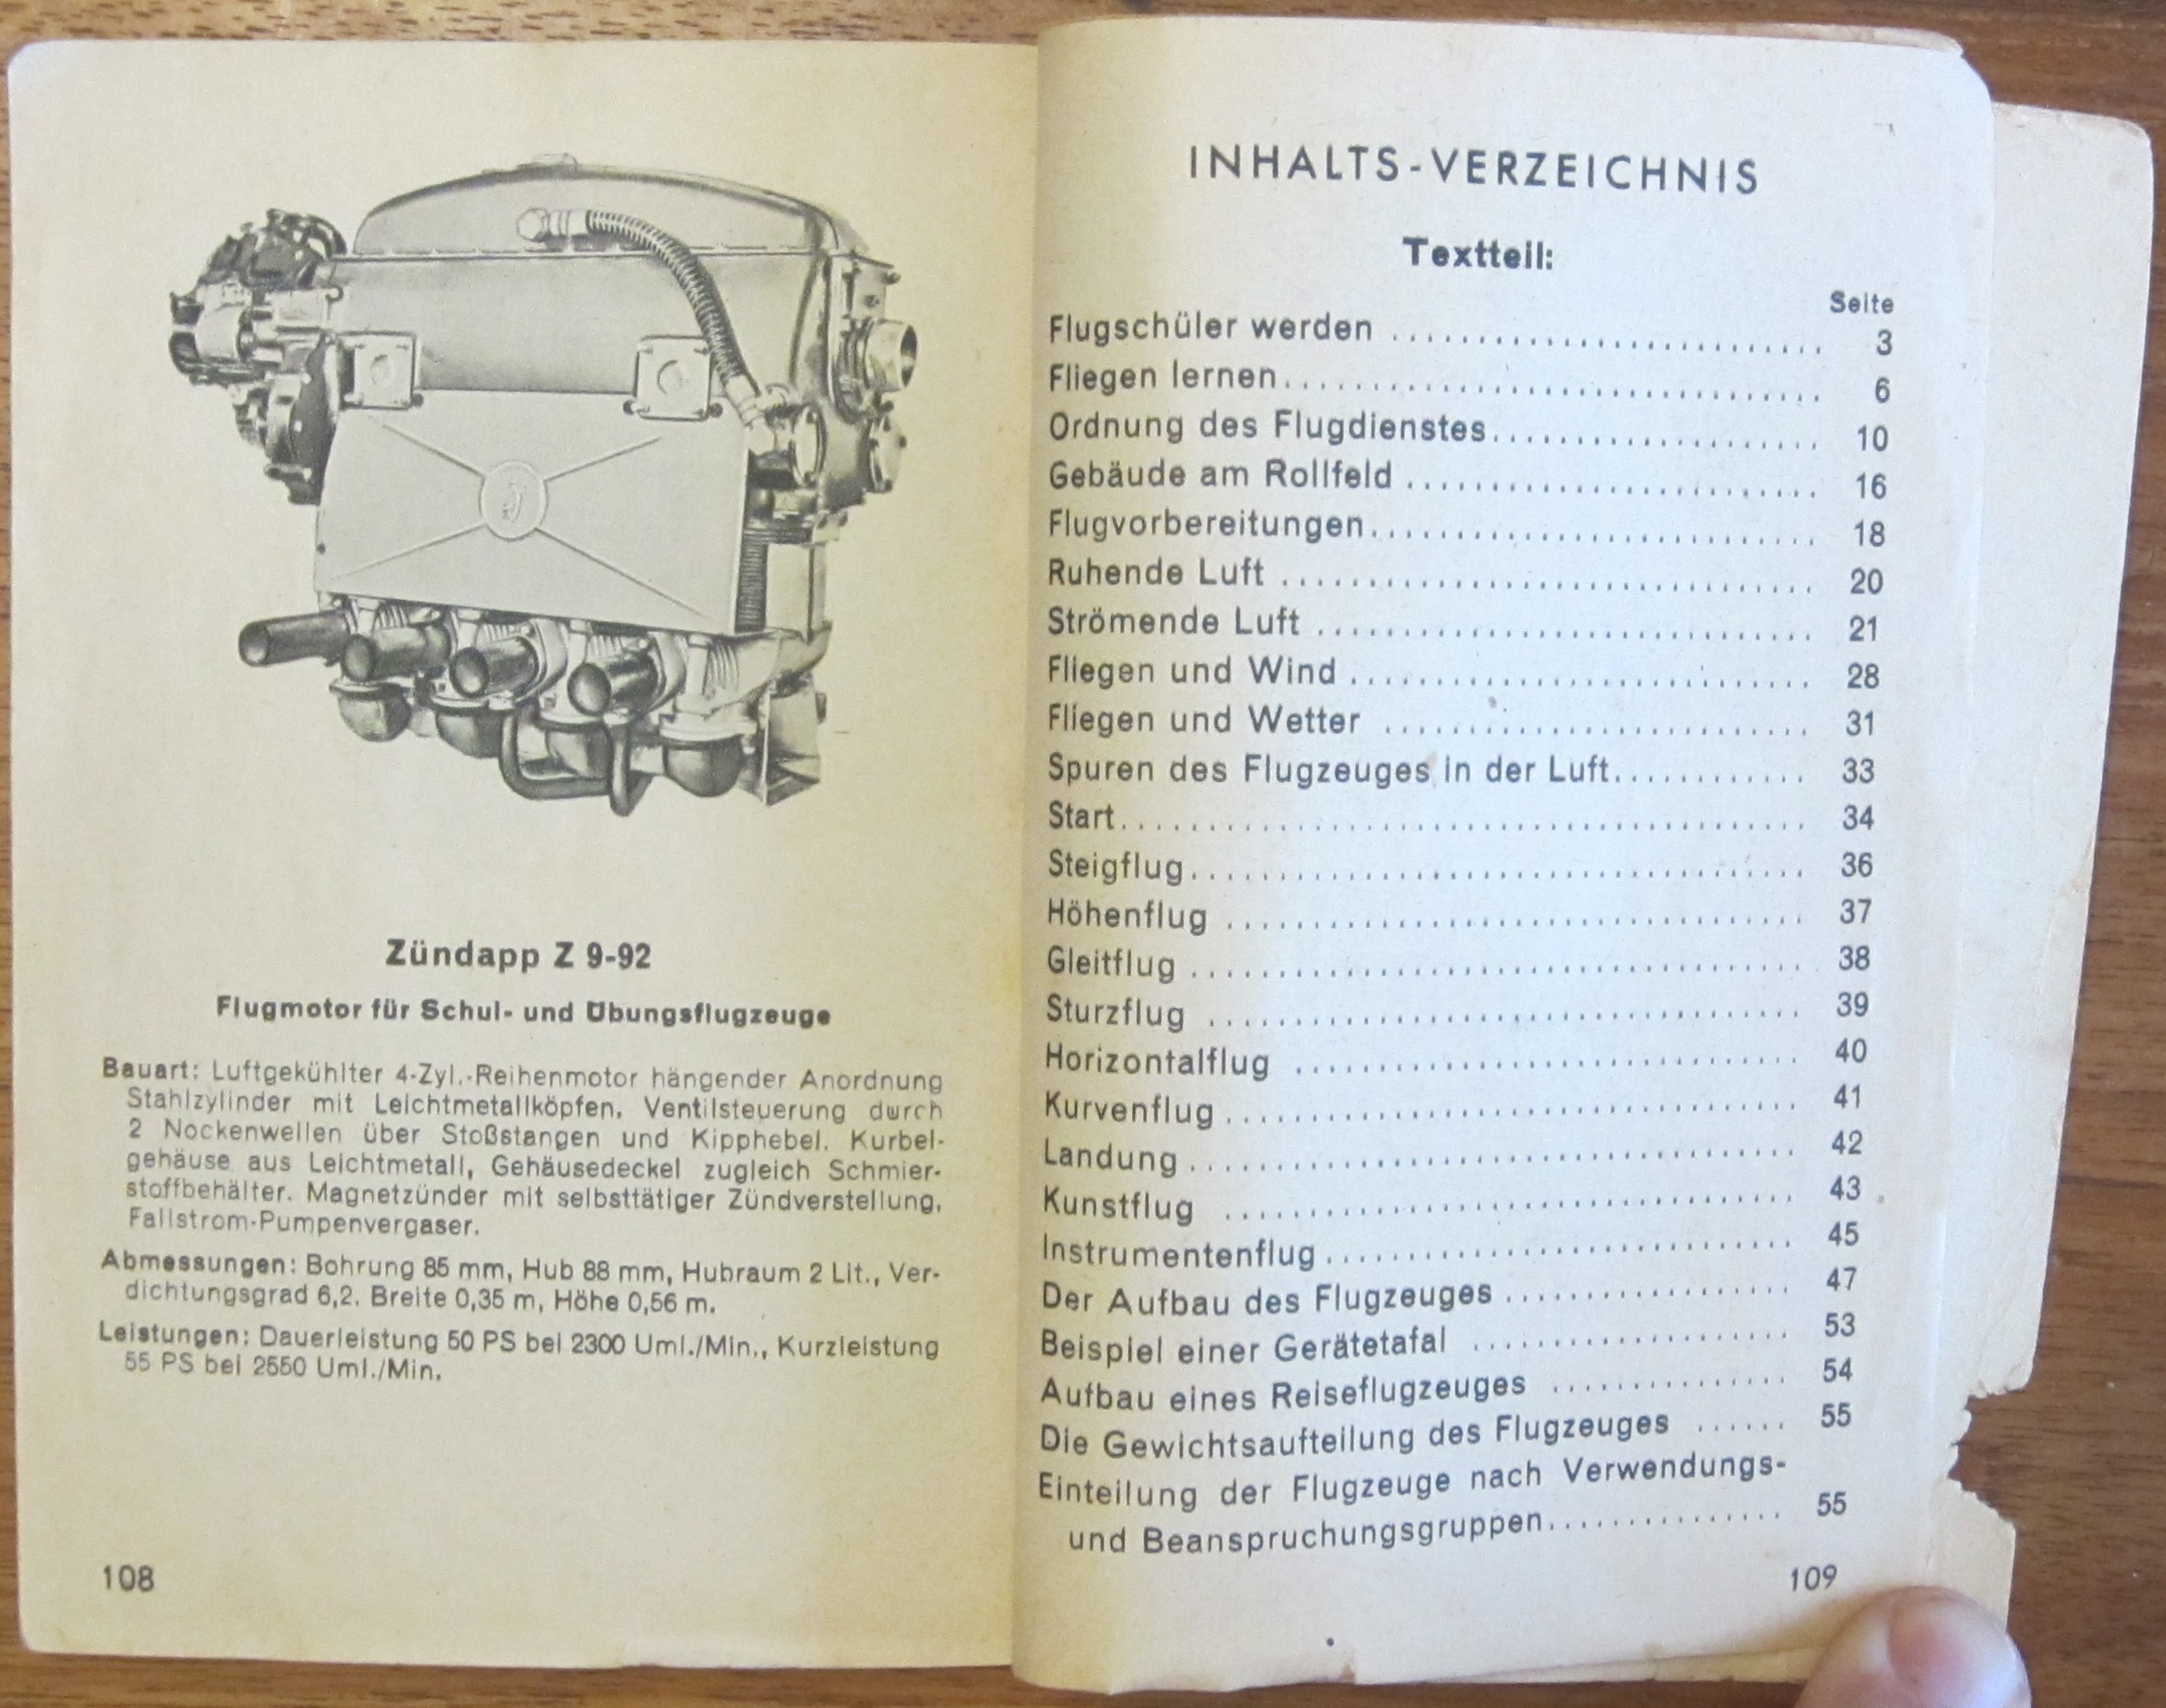 Zündapp Z 9-92
Flugmotor für Schul- und Übungsflugzeuge
Bauart: Luftgekühlter 4-Zyl.-Reihenmotor hängender Anordnung
Stahlzylinder mit Leichtmetallköpfen, Ventilsteuerung durch
2 Nockenwellen über Stoßstangen und Kipphebel. Kurbel-
gehäuse aus Leichtmetall, Gehäusedeckel zugleich Schmier-
stoffbehälter. Magnetzünder mit selbsttätiger Zündverstellung,
Fallstrom-Pumpenvergaser.
Abmessungen: Bohrung 85 mm, Hub 88 mm, Hubraum 2 Lit., Ver-
dichtungsgrad 6,2. Breite 0,35 m, Höhe 0,56 m.
Leistungen: Dauerleistung 50 PS bei 2300 Uml./Min., Kurzleistung
55 PS bei 2550 Uml./Min.
108
INHALTS-VERZEICHNIS
Textteil:
Seite
Flugschüler werden .............................. 3
Fliegen lernen.............................. 6
Ordnung des Flugdienstes.............................. 10
Gebäude am Rollfeld .............................. 16
Flugvorbereitungen.............................. 18
Ruhende Luft .............................. 20
Strömende Luft .............................. 21
Fliegen und Wind .............................. 28
Fliegen und Wetter .............................. 31
Spuren des Flugzeuges in der Luft............. 33
Start.............................. 34
Steigflug.............................. 36
Höhenflug .............................. 37
Gleitflug .............................. 38
Sturzflug .............................. 39
Horizontalflug .............................. 40
Kurvenflug .............................. 41
Landung .............................. 42
Kunstflug .............................. 43
Instrumentenflug.............................. 45
Der Aufbau des Flugzeuges .................. 47
Beispiel einer Gerätetafal .................. 53
Aufbau eines Reiseflugzeuges ............... 54
Die Gewichtsaufteilung des Flugzeuges ...... 55
Einteilung der Flugzeuge nach Verwendungs-
und Beanspruchungsgruppen............... 55
109